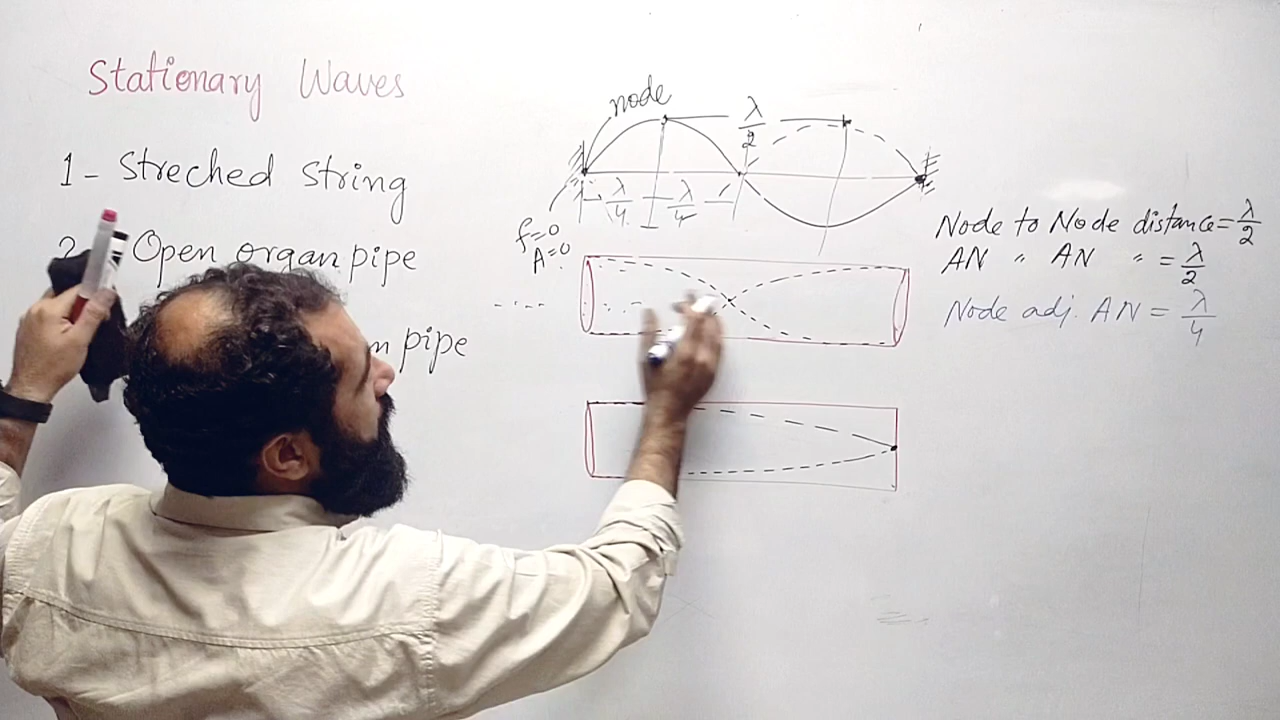 Stationary Waves
1- Streched String
2 Open organ pipe
pipe
node
λ/2
λ/4 λ/4
f=0
A=0
Node to Node distance = λ/2
AN " AN " = λ/2
Node adj. AN = λ/4